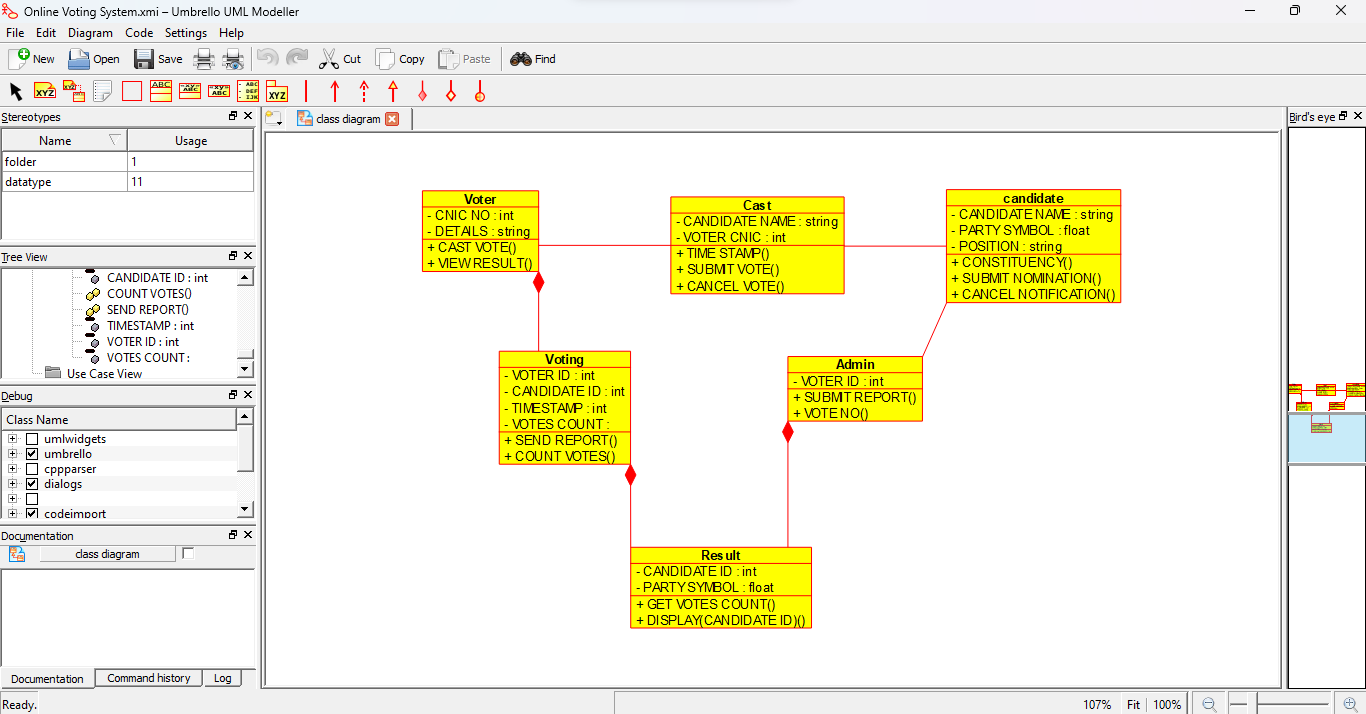 Online Voting System.xmi – Umbrello UML Modeller
File Edit Diagram Code Settings Help
New Open Save Cut Copy Paste Find
Stereotypes
Name Usage
folder 1
datatype 11
Tree View
CANDIDATE ID : int
COUNT VOTES()
SEND REPORT()
TIMESTAMP : int
VOTER ID : int
VOTES COUNT :
Use Case View
Debug
Class Name
umlwidgets
umbrello
cppparser
dialogs
codeimport
Documentation
class diagram
Documentation Command history Log
Ready.
class diagram
Voter
- CNIC NO : int
- DETAILS : string
+ CAST VOTE()
+ VIEW RESULT()
Cast
- CANDIDATE NAME : string
- VOTER CNIC : int
+ TIME STAMP()
+ SUBMIT VOTE()
+ CANCEL VOTE()
candidate
- CANDIDATE NAME : string
- PARTY SYMBOL : float
- POSITION : string
+ CONSTITUENCY()
+ SUBMIT NOMINATION()
+ CANCEL NOTIFICATION()
Voting
- VOTER ID : int
- CANDIDATE ID : int
- TIMESTAMP : int
- VOTES COUNT :
+ SEND REPORT()
+ COUNT VOTES()
Admin
- VOTER ID : int
+ SUBMIT REPORT()
+ VOTE NO()
Result
- CANDIDATE ID : int
- PARTY SYMBOL : float
+ GET VOTES COUNT()
+ DISPLAY(CANDIDATE ID)()
Bird's eye
107% Fit 100%